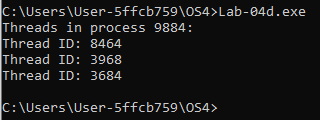 C:\Users\User-5ffcb759\OS4>Lab-04d.exe
Threads in process 9884:
Thread ID: 8464
Thread ID: 3968
Thread ID: 3684
C:\Users\User-5ffcb759\OS4>